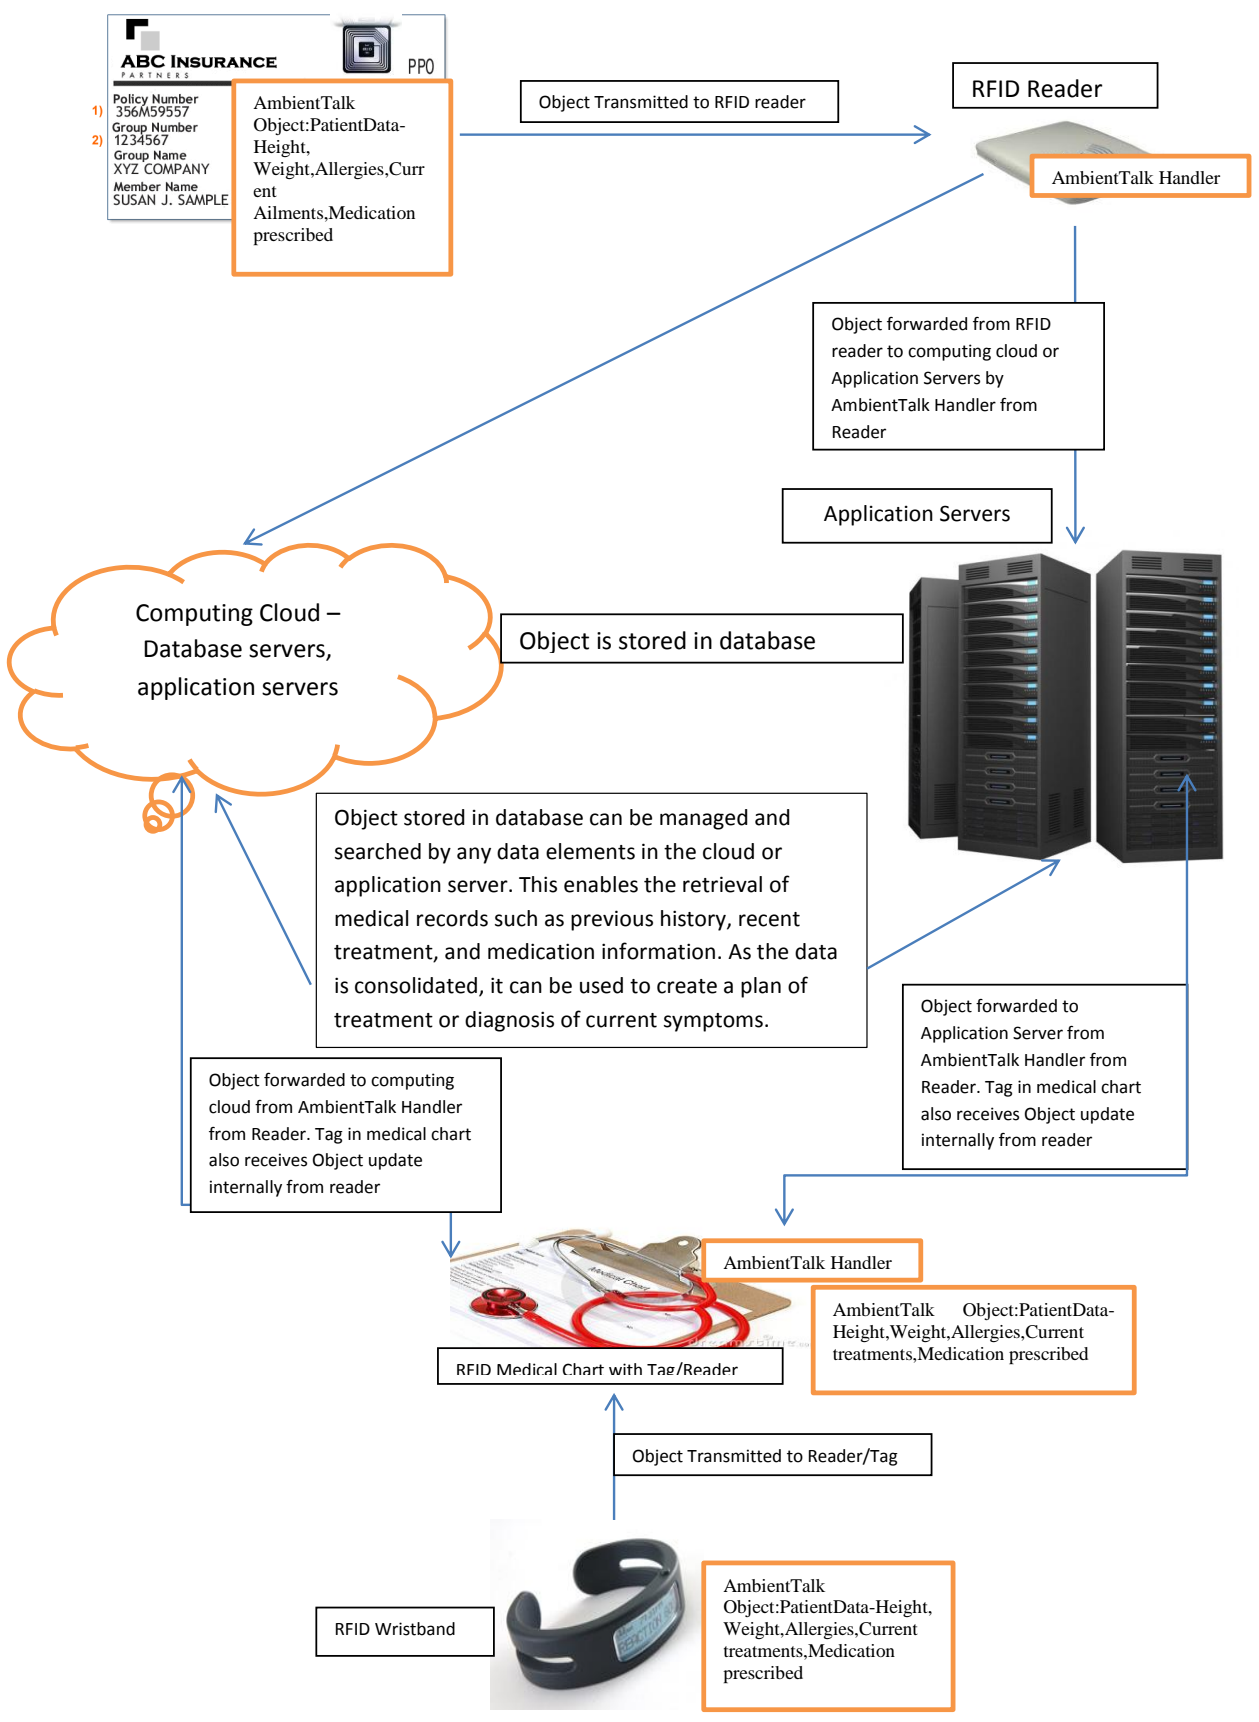 ABC INSURANCE
PARTNERS
PPO
Policy Number
1) 356M59557
Group Number
2) 1234567
Group Name
XYZ COMPANY
Member Name
SUSAN J. SAMPLE
AmbientTalk
Object:PatientData-
Height,
Weight,Allergies,Curr
ent
Ailments,Medication
prescribed
Object Transmitted to RFID reader
RFID Reader
AmbientTalk Handler
Object forwarded from RFID
reader to computing cloud or
Application Servers by
AmbientTalk Handler from
Reader
Application Servers
Computing Cloud –
Database servers,
application servers
Object is stored in database
Object stored in database can be managed and
searched by any data elements in the cloud or
application server. This enables the retrieval of
medical records such as previous history, recent
treatment, and medication information. As the data
is consolidated, it can be used to create a plan of
treatment or diagnosis of current symptoms.
Object forwarded to
Application Server from
AmbientTalk Handler from
Reader. Tag in medical chart
also receives Object update
internally from reader
Object forwarded to computing
cloud from AmbientTalk Handler
from Reader. Tag in medical chart
also receives Object update
internally from reader
Medical Chart
AmbientTalk Handler
AmbientTalk Object:PatientData-
Height,Weight,Allergies,Current
treatments,Medication prescribed
dreamstime
RFID Medical Chart with Tag/Reader
Object Transmitted to Reader/Tag
RFID Wristband
REACTION
AmbientTalk
Object:PatientData-Height,
Weight,Allergies,Current
treatments,Medication
prescribed